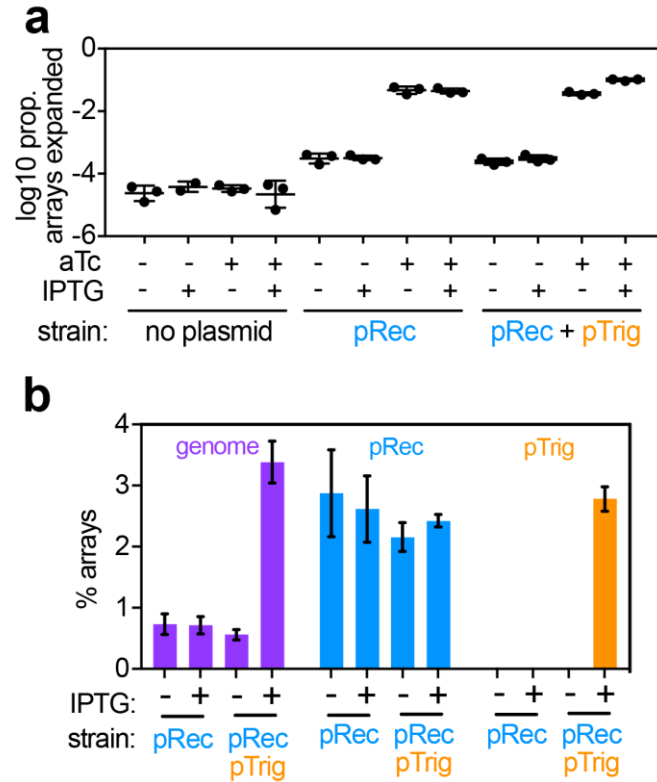 a
log10 prop.
arrays expanded
0
-2
-4
-6
aTc - - + + - - + + - - + +
IPTG - + - + - + - + - + - +
strain: no plasmid pRec pRec + pTrig
b
% arrays
4
3
2
1
0
genome pRec pTrig
IPTG: - + - + - + - + - + - +
strain: pRec pRec pRec pRec pRec pRec
pTrig pTrig pTrig